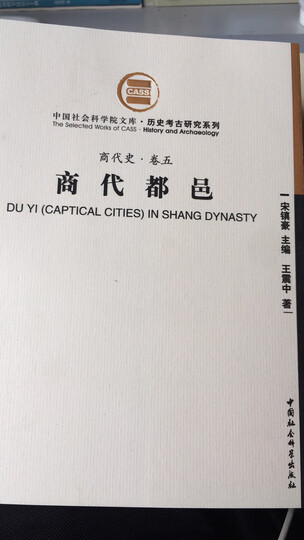 CASS
中国社会科学院文库·历史考古研究系列
The Selected Works of CASS · History and Archaeology
商代史·卷五
商代都邑
DU YI (CAPTICAL CITIES) IN SHANG DYNASTY
宋镇豪 主编 王震中 著
中国社会科学出版社